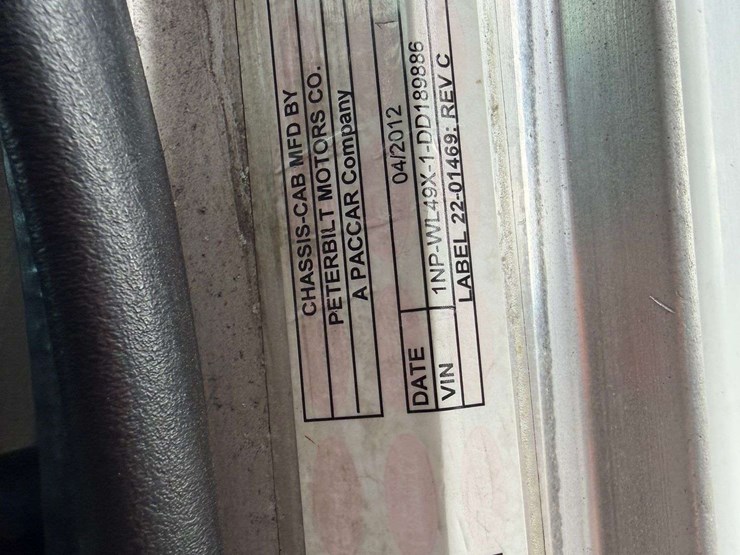 CHASSIS-CAB MFD BY
PETERBILT MOTORS CO.
A PACCAR Company
DATE 04/2012
VIN 1NP-WL49X-1-DD189886
LABEL 22-01469: REV C